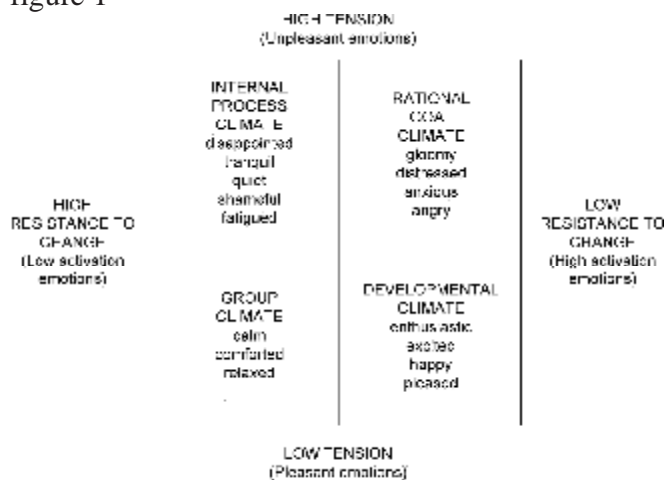 figure 1
HIGH TENSION
(Unpleasant emotions)
INTERNAL
PROCESS
CLIMATE
disappointed
tranquil
quiet
shameful
fatigued
RATIONAL
GOA
CLIMATE
gloomy
distressed
anxious
angry
HIGH
RESISTANCE TO
CHANGE
(Low activation
emotions)
LOW
RESISTANCE TO
CHANGE
(High activation
emotions)
GROUP
CLIMATE
calm
comforted
relaxed
DEVELOPMENTAL
CLIMATE
enthusiastic
excited
happy
pleased
LOW TENSION
(Pleasant emotions)